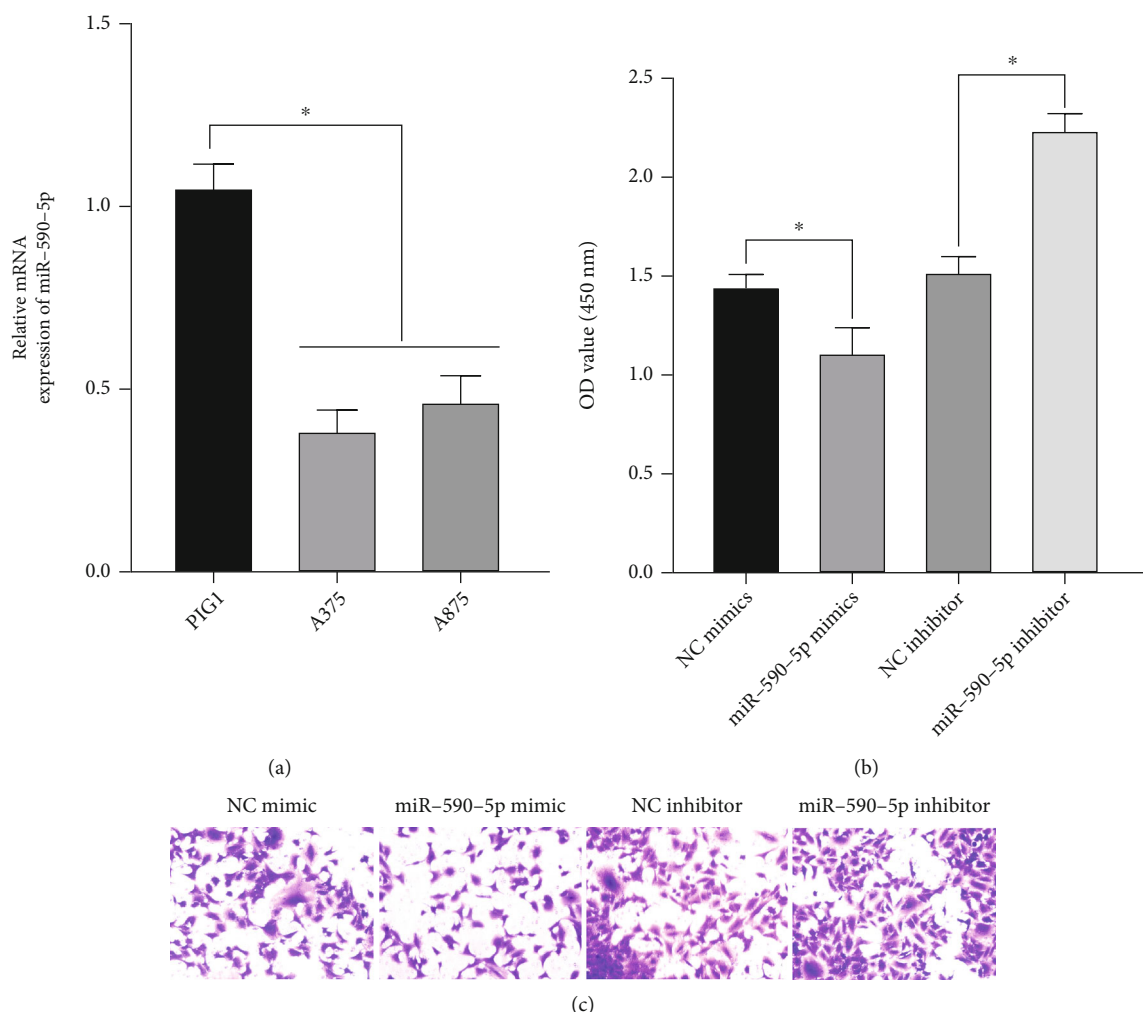 1.5
1.0
0.5
0.0
Relative mRNA
expression of miR–590–5p
*
PIG1
A375
A875
(a)
2.5
2.0
1.5
1.0
0.5
0.0
OD value (450 nm)
*
*
NC mimics
miR–590–5p mimics
NC inhibitor
miR–590–5p inhibitor
(b)
NC mimic
miR–590–5p mimic
NC inhibitor
miR–590–5p inhibitor
(c)